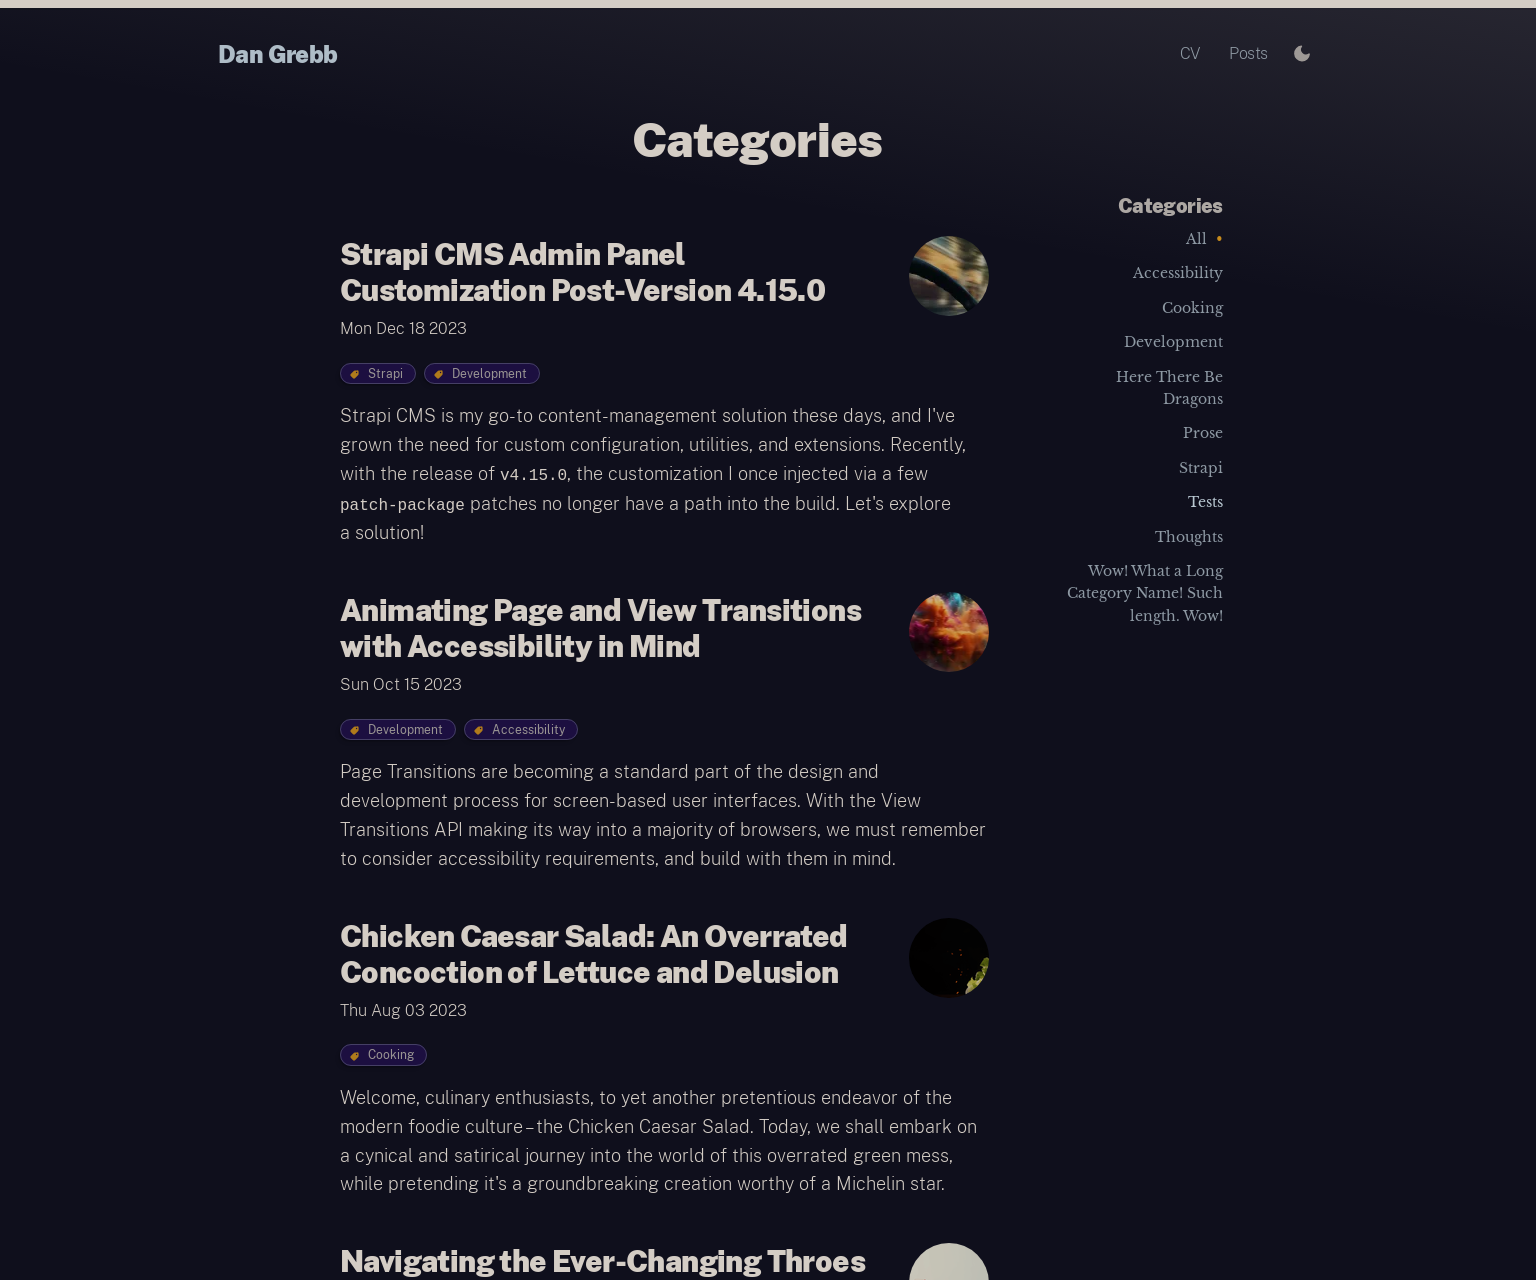 Dan Grebb
CV
Posts
Categories
Strapi CMS Admin Panel
Customization Post-Version 4.15.0
Mon Dec 18 2023
Strapi
Development
Strapi CMS is my go-to content-management solution these days, and I've
grown the need for custom configuration, utilities, and extensions. Recently,
with the release of v4.15.0, the customization I once injected via a few
patch-package patches no longer have a path into the build. Let's explore
a solution!
Animating Page and View Transitions
with Accessibility in Mind
Sun Oct 15 2023
Development
Accessibility
Page Transitions are becoming a standard part of the design and
development process for screen-based user interfaces. With the View
Transitions API making its way into a majority of browsers, we must remember
to consider accessibility requirements, and build with them in mind.
Chicken Caesar Salad: An Overrated
Concoction of Lettuce and Delusion
Thu Aug 03 2023
Cooking
Welcome, culinary enthusiasts, to yet another pretentious endeavor of the
modern foodie culture – the Chicken Caesar Salad. Today, we shall embark on
a cynical and satirical journey into the world of this overrated green mess,
while pretending it's a groundbreaking creation worthy of a Michelin star.
Navigating the Ever-Changing Throes
Categories
All •
Accessibility
Cooking
Development
Here There Be
Dragons
Prose
Strapi
Tests
Thoughts
Wow! What a Long
Category Name! Such
length. Wow!